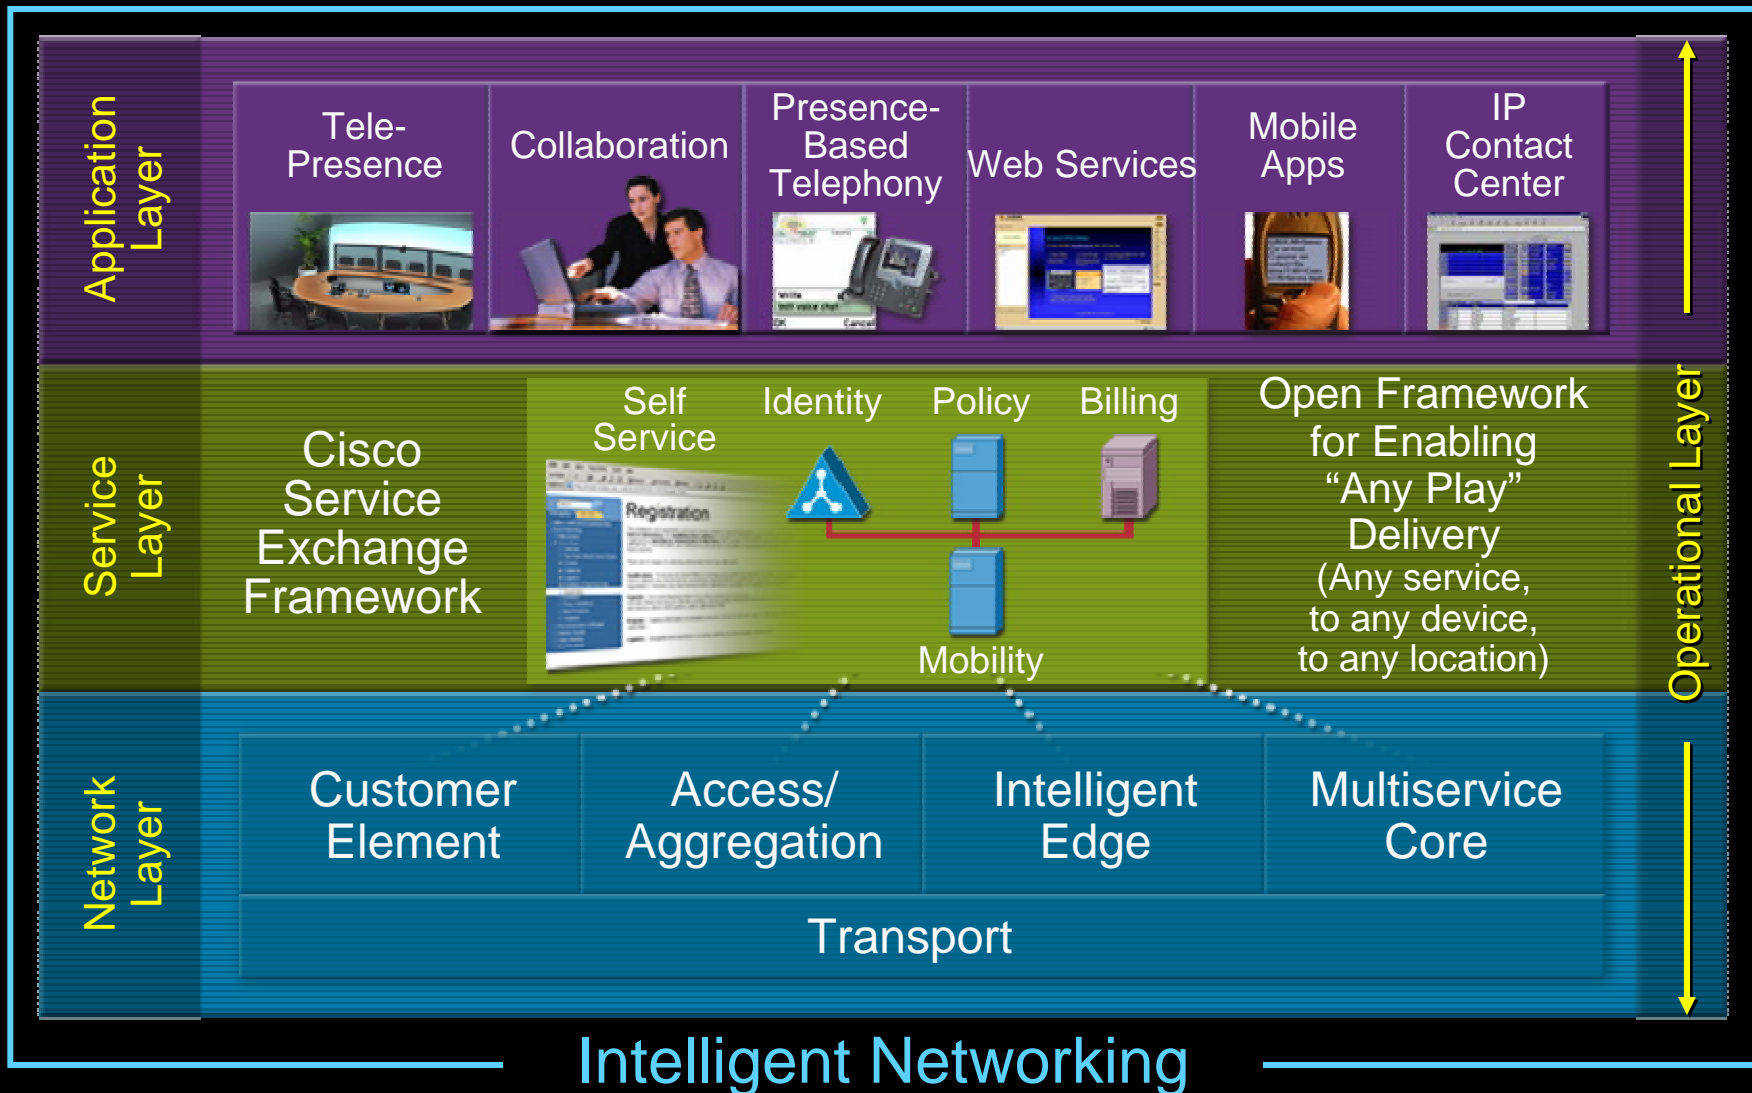 Application
Layer
Tele-
Presence
Collaboration
Presence-
Based
Telephony
Write
Cancel
Web Services
Mobile
Apps
IP
Contact
Center
Service
Layer
Cisco
Service
Exchange
Framework
Self
Service
Registration
Identity
Policy
Billing
Mobility
Open Framework
for Enabling
“Any Play”
Delivery
(Any service,
to any device,
to any location)
Operational Layer
Network
Layer
Customer
Element
Access/
Aggregation
Intelligent
Edge
Multiservice
Core
Transport
Intelligent Networking